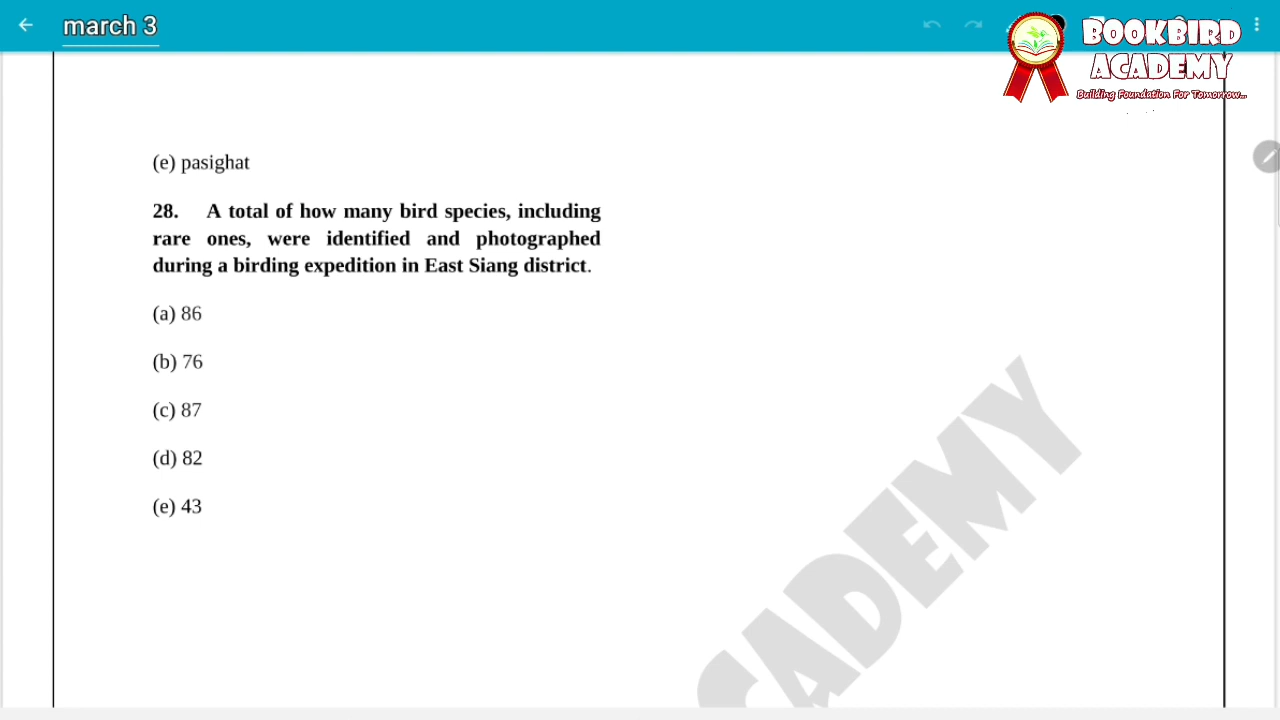 march 3
BOOKBIRD
ACADEMY
Building Foundation For Tomorrow...
(e) pasighat
28. A total of how many bird species, including
rare ones, were identified and photographed
during a birding expedition in East Siang district.
(a) 86
(b) 76
(c) 87
(d) 82
(e) 43
CADEMY